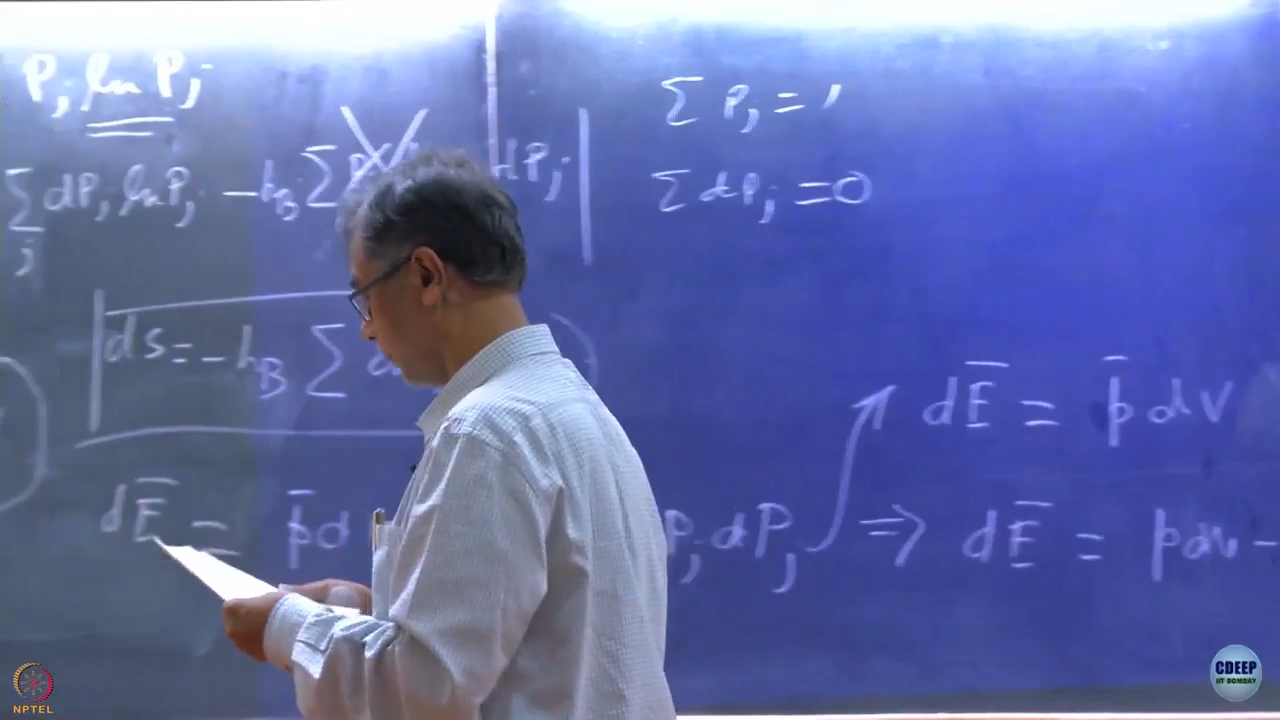 P_j ln P_j
Σ_j dP_j ln P_j - k_B Σ
dP_j
Σ P_j = 1
Σ dP_j = 0
ds = - k_B Σ d
dĒ = p̄ dV
dĒ = p̄ d
P_j dP_j ⇒ dĒ = p̄ dv -
NPTEL
CDEEP
IIT BOMBAY